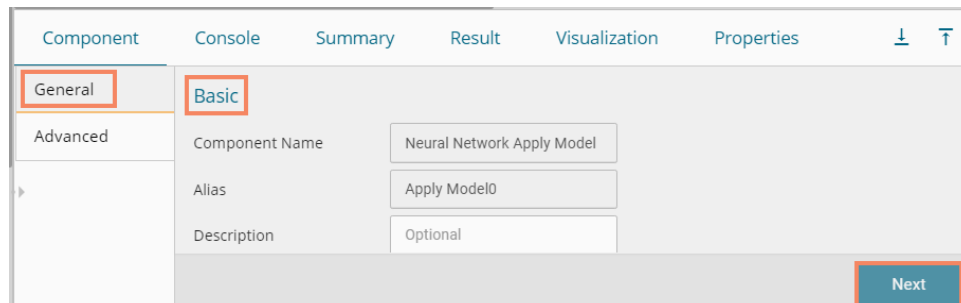 Component Console Summary Result Visualization Properties
General
Advanced
Basic
Component Name Neural Network Apply Model
Alias Apply Model0
Description Optional
Next